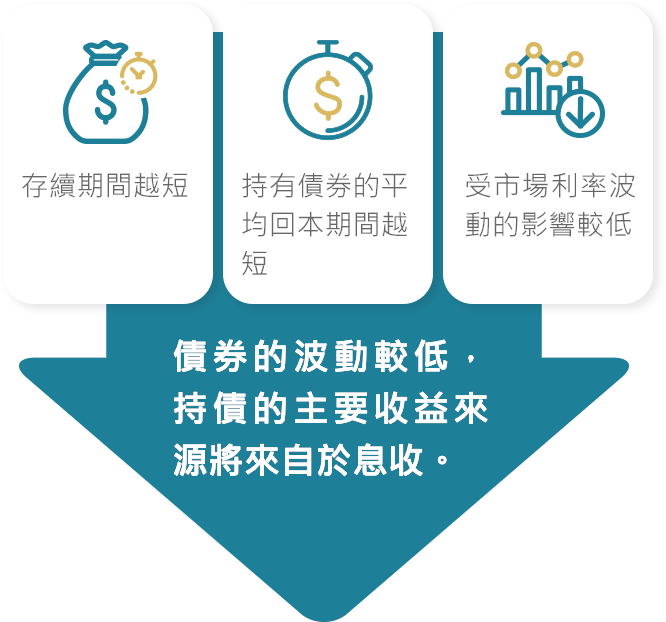 存續期間越短
持有債券的平
均回本期間越
短
受市場利率波
動的影響較低
債券的波動較低，
持債的主要收益來
源將來自於息收。